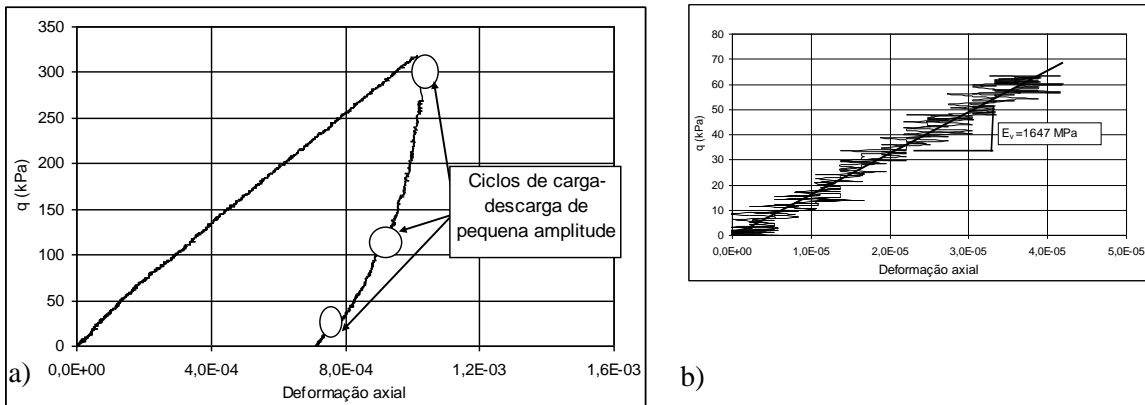 350
300
250
200
150
100
50
0
q (kPa)
0,0E+00
4,0E-04
8,0E-04
1,2E-03
1,6E-03
Deformação axial
Ciclos de carga-
descarga de
pequena amplitude
a)
80
70
60
50
40
30
20
10
0
q (kPa)
0,0E+00
1,0E-05
2,0E-05
3,0E-05
4,0E-05
5,0E-05
Deformação axial
Ev=1647 MPa
b)